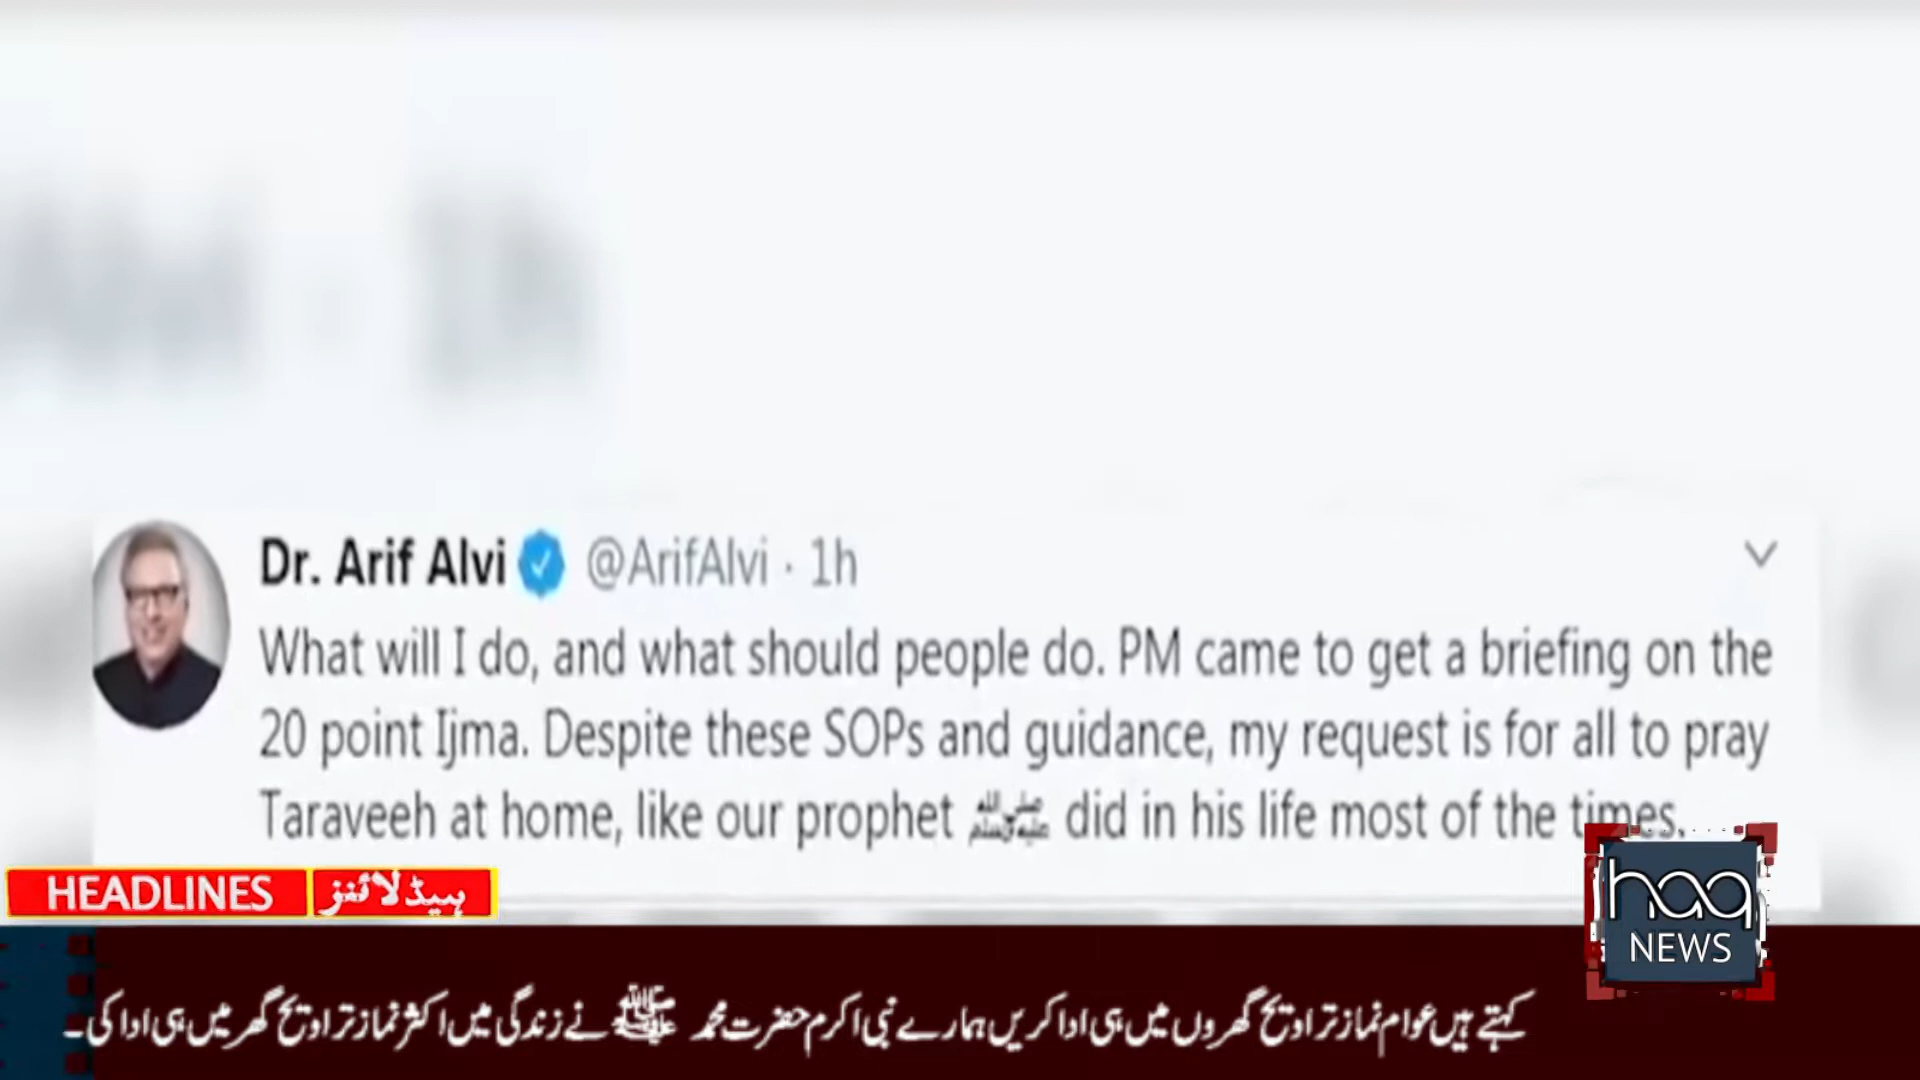 Dr. Arif Alvi @ArifAlvi · 1h
What will I do, and what should people do. PM came to get a briefing on the
20 point Ijma. Despite these SOPs and guidance, my request is for all to pray
Taraveeh at home, like our prophet ﷺ did in his life most of the times.
HEADLINES ہیڈلائنز
haq
NEWS
کہتے ہیں عوام نماز تراویح گھروں میں ہی ادا کریں ہمارے نبی اکرم حضرت محمد ﷺ نے زندگی میں اکثر نماز تراویح گھر میں ہی ادا کی۔